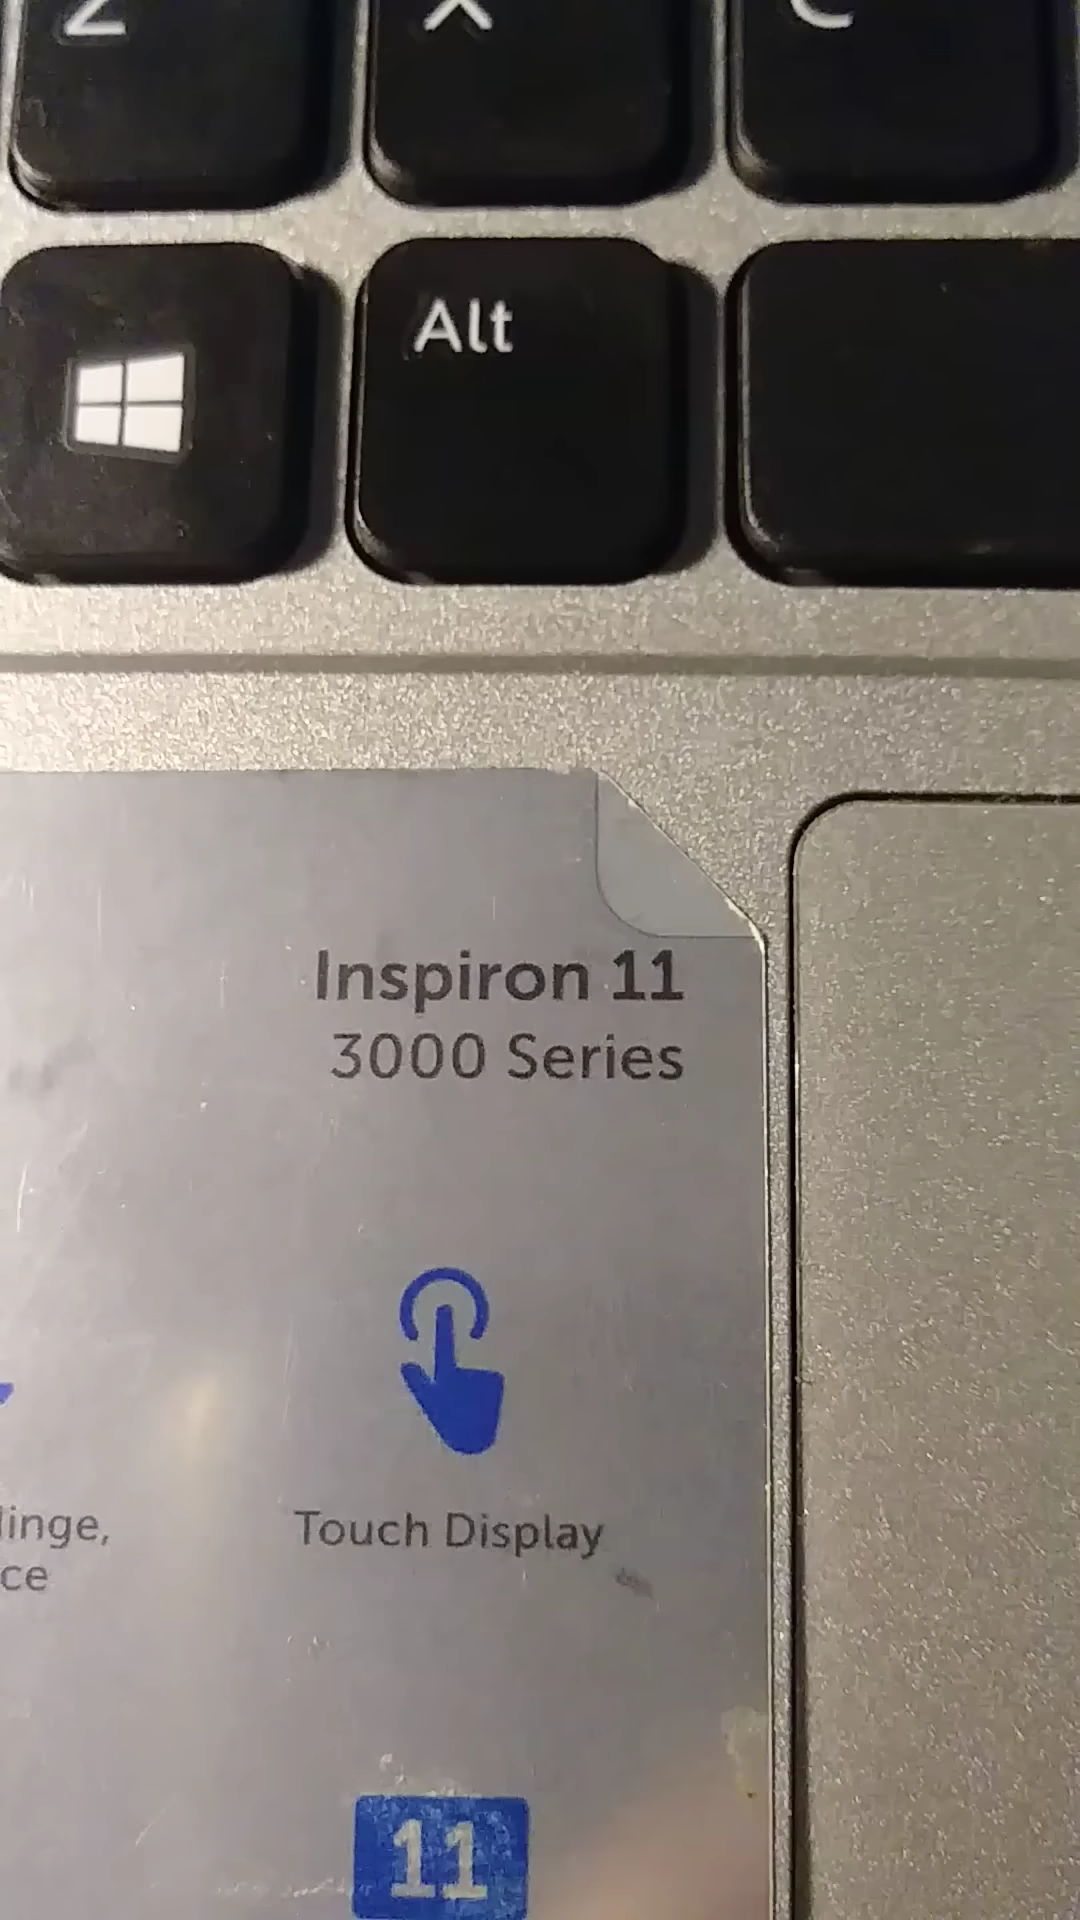 Z X C
Alt
Inspiron 11
3000 Series
Touch Display
11